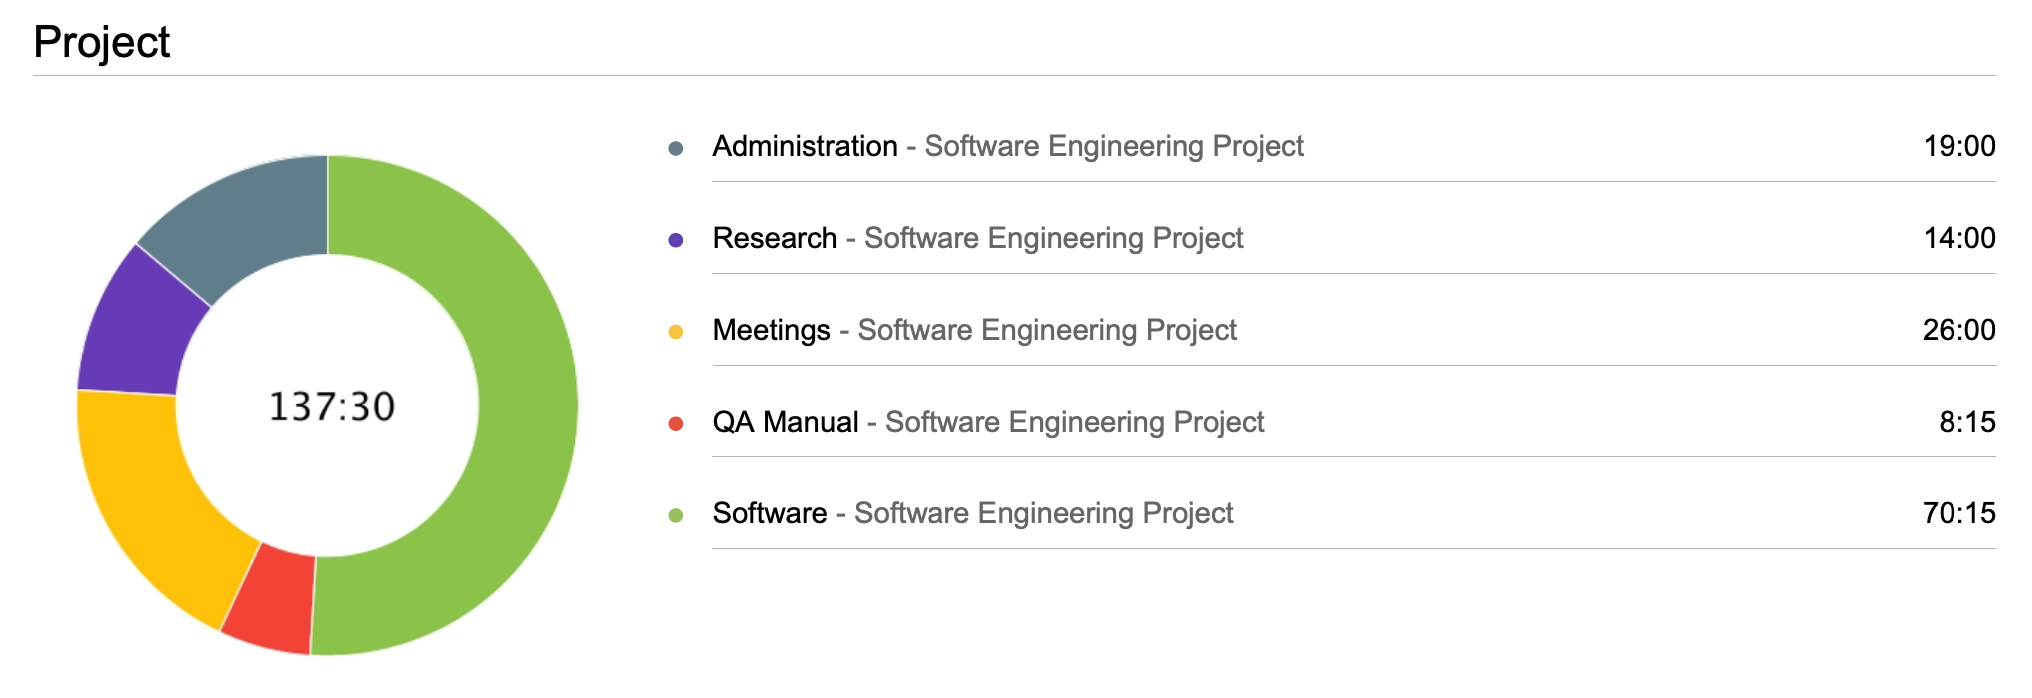 Project
Administration - Software Engineering Project 19:00
Research - Software Engineering Project 14:00
Meetings - Software Engineering Project 26:00
QA Manual - Software Engineering Project 8:15
Software - Software Engineering Project 70:15
137:30